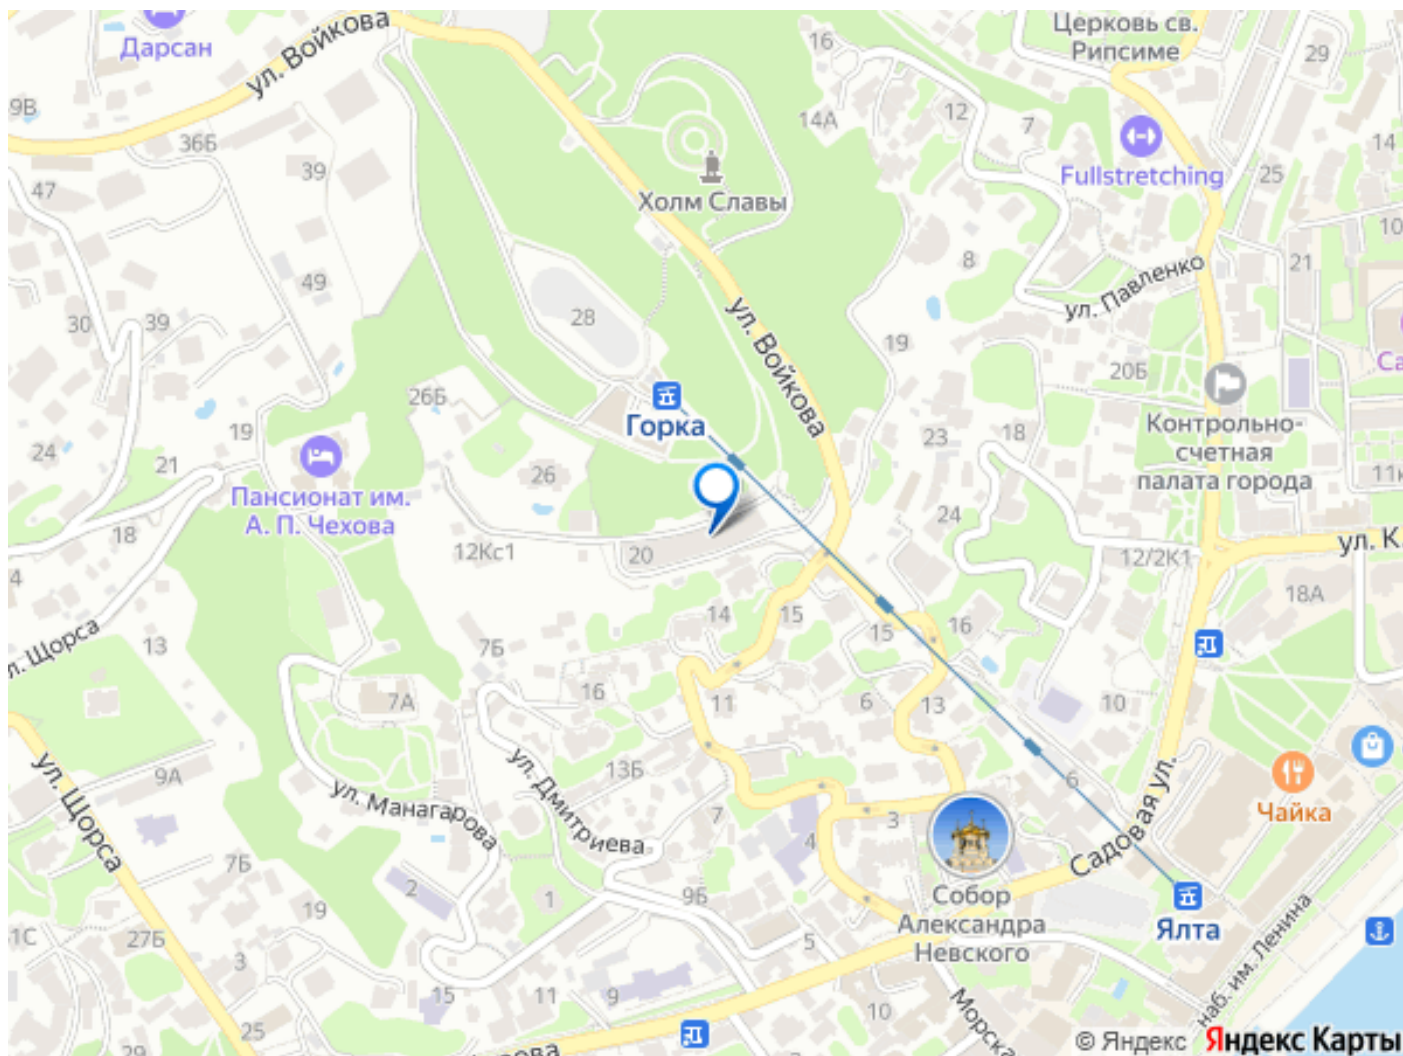 Дарсан
ул. Войкова
Церковь св.
Рипсиме
16
29
9В
36Б
14А
12
7
14
39
Fullstretching
47
Холм Славы
25
10
49
8
21
ул. Павленко
30
39
28
ул. Войкова
19
20Б
26Б
Горка
Контрольно-
счетная
палата города
19
24
21
23
18
26
11к
Пансионат им.
А. П. Чехова
18
24
12Кс1
20
12/2К1
ул. К.
4
18А
14
15
15
16
л. Щорса
13
7Б
16
7А
11
6
13
10
ул. Щорса
9А
13Б
ул. Дмитриева
6
ул. Манагарова
7
4
3
Чайка
Садовая ул.
7Б
2
1
9Б
Собор
Александра
Невского
19
51С
27Б
5
Ялта
3
15
11
9
10
наб. им. Ленина
25
29
Морска
© Яндекс Яндекс Карты